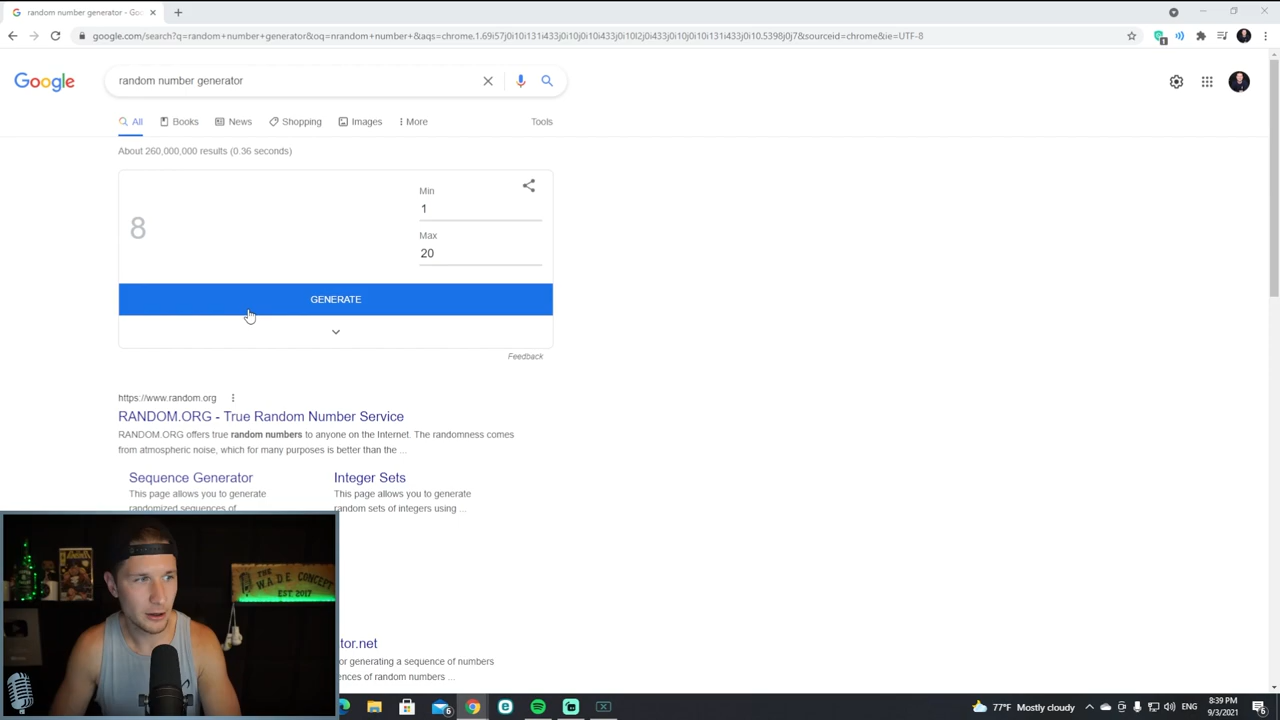 random number generator - Goo
google.com/search?q=random+number+generator&oq=nrandom+number+&aqs=chrome.1.69i57j0i10i131i433j0i10j0i10i433j0i10l2j0i433j0i10j0i10i131i433j0i10.5398j0j7&sourceid=chrome&ie=UTF-8
Google
random number generator
All
Books
News
Shopping
Images
More
Tools
About 260,000,000 results (0.36 seconds)
Min
8
1
Max
20
GENERATE
Feedback
https://www.random.org
RANDOM.ORG - True Random Number Service
RANDOM.ORG offers true random numbers to anyone on the Internet. The randomness comes
from atmospheric noise, which for many purposes is better than the ...
Sequence Generator
This page allows you to generate
randomized sequences of
Integer Sets
This page allows you to generate
random sets of integers using ...
THE
W.A.D.E CONCEPT
EST. 2017
tor.net
or generating a sequence of numbers
ences of random numbers ...
77°F Mostly cloudy
ENG
8:39 PM
9/3/2021